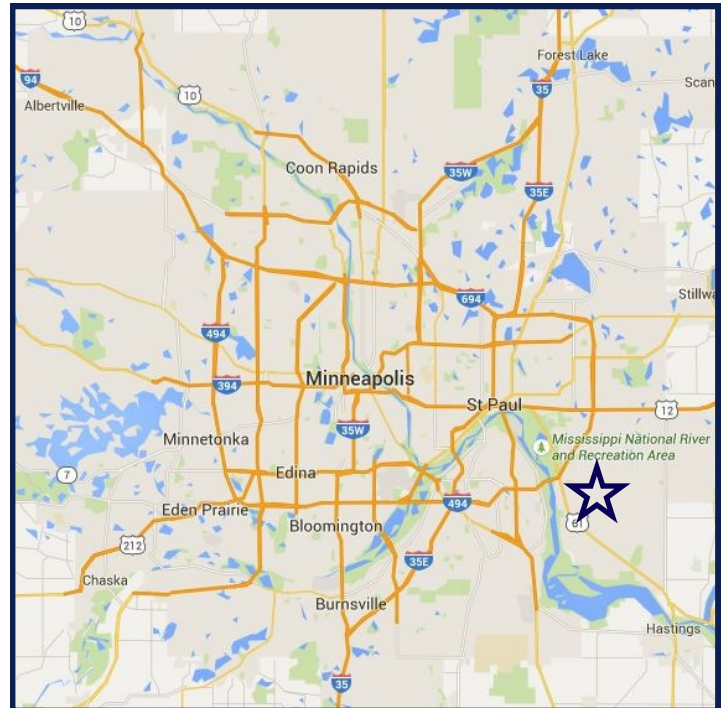 10
Forest Lake
94
35
Scan
10
Albertville
Coon Rapids
35W
35E
694
Stillwa
494
394
Minneapolis
St Paul
12
35W
Minnetonka
Mississippi National River
and Recreation Area
7
Edina
494
Eden Prairie
Bloomington
61
212
35E
Chaska
Burnsville
Hastings
35